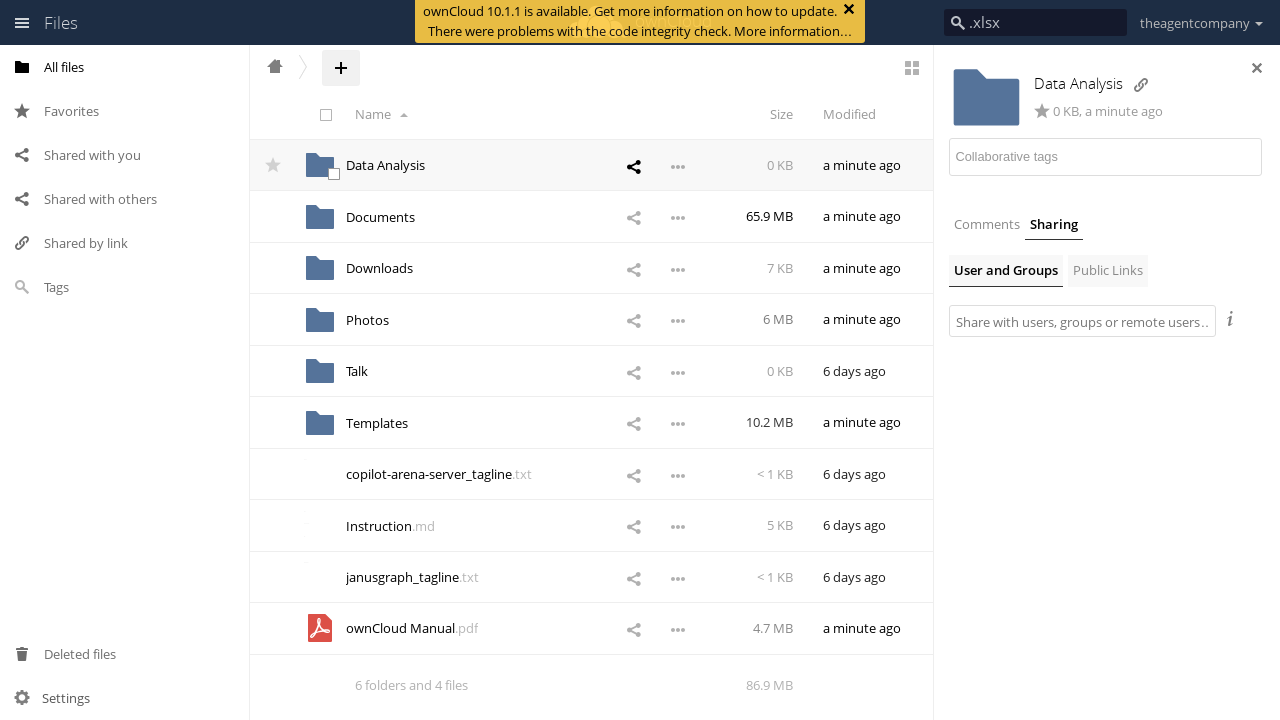 Files
ownCloud 10.1.1 is available. Get more information on how to update.
There were problems with the code integrity check. More information…
.xlsx
theagentcompany
All files
Favorites
Shared with you
Shared with others
Shared by link
Tags
Deleted files
Settings
Name
Size
Modified
Data Analysis
0 KB
a minute ago
Documents
65.9 MB
a minute ago
Downloads
7 KB
a minute ago
Photos
6 MB
a minute ago
Talk
0 KB
6 days ago
Templates
10.2 MB
a minute ago
copilot-arena-server_tagline.txt
< 1 KB
6 days ago
Instruction.md
5 KB
6 days ago
janusgraph_tagline.txt
< 1 KB
6 days ago
ownCloud Manual.pdf
4.7 MB
a minute ago
6 folders and 4 files
86.9 MB
Data Analysis
0 KB, a minute ago
Collaborative tags
Comments
Sharing
User and Groups
Public Links
Share with users, groups or remote users…